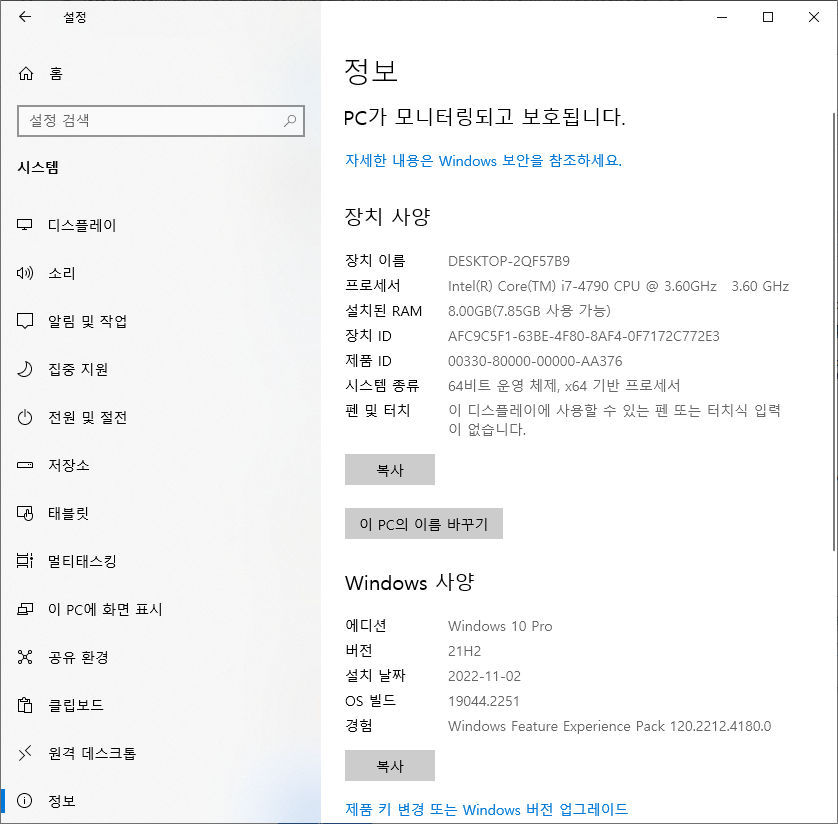 설정
홈
설정 검색
시스템
디스플레이
소리
알림 및 작업
집중 지원
전원 및 절전
저장소
태블릿
멀티태스킹
이 PC에 화면 표시
공유 환경
클립보드
원격 데스크톱
정보
정보
PC가 모니터링되고 보호됩니다.
자세한 내용은 Windows 보안을 참조하세요.
장치 사양
장치 이름 DESKTOP-2QF57B9
프로세서 Intel(R) Core(TM) i7-4790 CPU @ 3.60GHz 3.60 GHz
설치된 RAM 8.00GB(7.85GB 사용 가능)
장치 ID AFC9C5F1-63BE-4F80-8AF4-0F7172C772E3
제품 ID 00330-80000-00000-AA376
시스템 종류 64비트 운영 체제, x64 기반 프로세서
펜 및 터치 이 디스플레이에 사용할 수 있는 펜 또는 터치식 입력
이 없습니다.
복사
이 PC의 이름 바꾸기
Windows 사양
에디션 Windows 10 Pro
버전 21H2
설치 날짜 2022-11-02
OS 빌드 19044.2251
경험 Windows Feature Experience Pack 120.2212.4180.0
복사
제품 키 변경 또는 Windows 버전 업그레이드